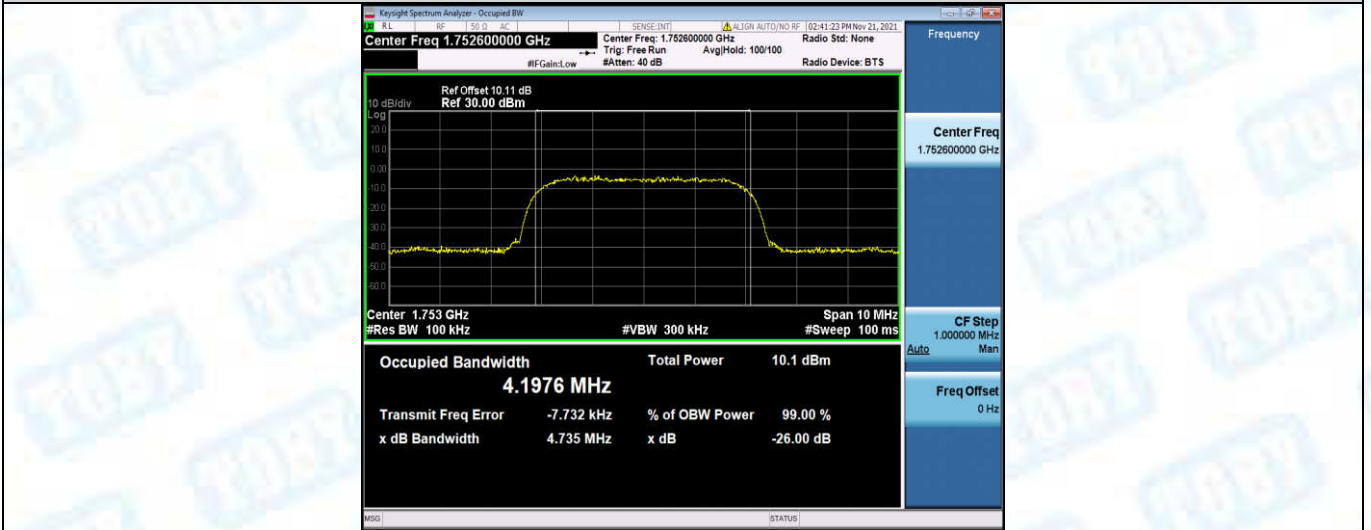 Keysight Spectrum Analyzer - Occupied BW
RL RF 50 Ω AC SENSE:INT ALIGN AUTO/NO RF 02:41:23 PM Nov 21, 2021
Center Freq 1.752600000 GHz
Center Freq: 1.752600000 GHz Radio Std: None
Trig: Free Run Avg|Hold: 100/100
#IFGain:Low #Atten: 40 dB Radio Device: BTS
Ref Offset 10.11 dB
10 dB/div Ref 30.00 dBm
Log
20.0
10.0
0.00
-10.0
-20.0
-30.0
-40.0
-50.0
-60.0
Center 1.753 GHz Span 10 MHz
#Res BW 100 kHz #VBW 300 kHz #Sweep 100 ms
Occupied Bandwidth Total Power 10.1 dBm
4.1976 MHz
Transmit Freq Error -7.732 kHz % of OBW Power 99.00 %
x dB Bandwidth 4.735 MHz x dB -26.00 dB
MSG STATUS
Frequency
Center Freq
1.752600000 GHz
CF Step
1.000000 MHz
Auto Man
Freq Offset
0 Hz